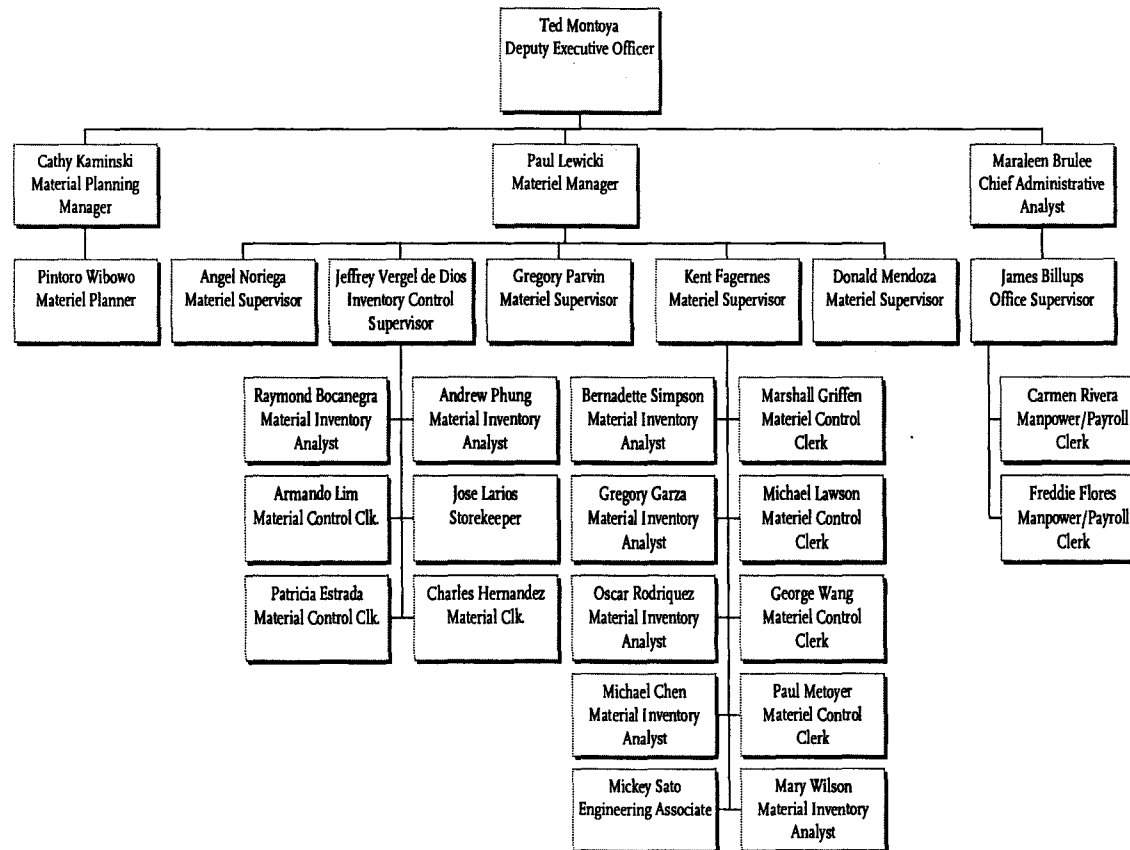 Ted Montoya
Deputy Executive Officer
Cathy Kaminski
Material Planning
Manager
Paul Lewicki
Materiel Manager
Maraleen Brulee
Chief Administrative
Analyst
Pintoro Wibowo
Materiel Planner
Angel Noriega
Materiel Supervisor
Jeffrey Vergel de Dios
Inventory Control
Supervisor
Gregory Parvin
Materiel Supervisor
Kent Fagernes
Materiel Supervisor
Donald Mendoza
Materiel Supervisor
James Billups
Office Supervisor
Raymond Bocanegra
Material Inventory
Analyst
Andrew Phung
Material Inventory
Analyst
Bernadette Simpson
Material Inventory
Analyst
Marshall Griffen
Materiel Control
Clerk
Carmen Rivera
Manpower/Payroll
Clerk
Armando Lim
Material Control Clk.
Jose Larios
Storekeeper
Gregory Garza
Material Inventory
Analyst
Michael Lawson
Materiel Control
Clerk
Freddie Flores
Manpower/Payroll
Clerk
Patricia Estrada
Material Control Clk.
Charles Hernandez
Material Clk.
Oscar Rodriquez
Material Inventory
Analyst
George Wang
Materiel Control
Clerk
Michael Chen
Material Inventory
Analyst
Paul Metoyer
Materiel Control
Clerk
Mickey Sato
Engineering Associate
Mary Wilson
Material Inventory
Analyst